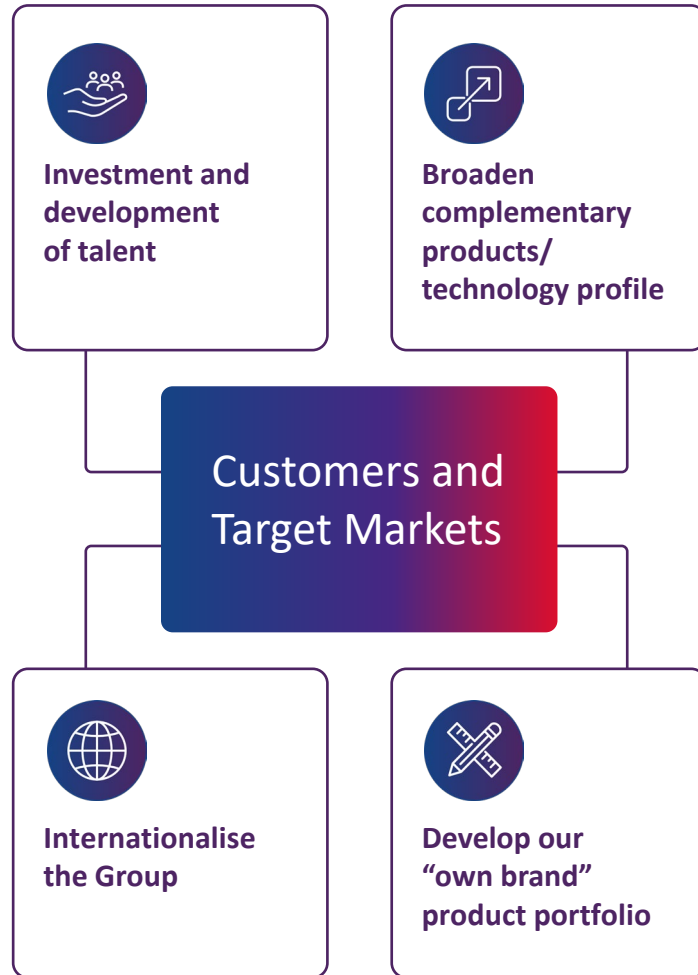 Investment and
development
of talent
Broaden
complementary
products/
technology profile
Customers and
Target Markets
Internationalise
the Group
Develop our
“own brand”
product portfolio